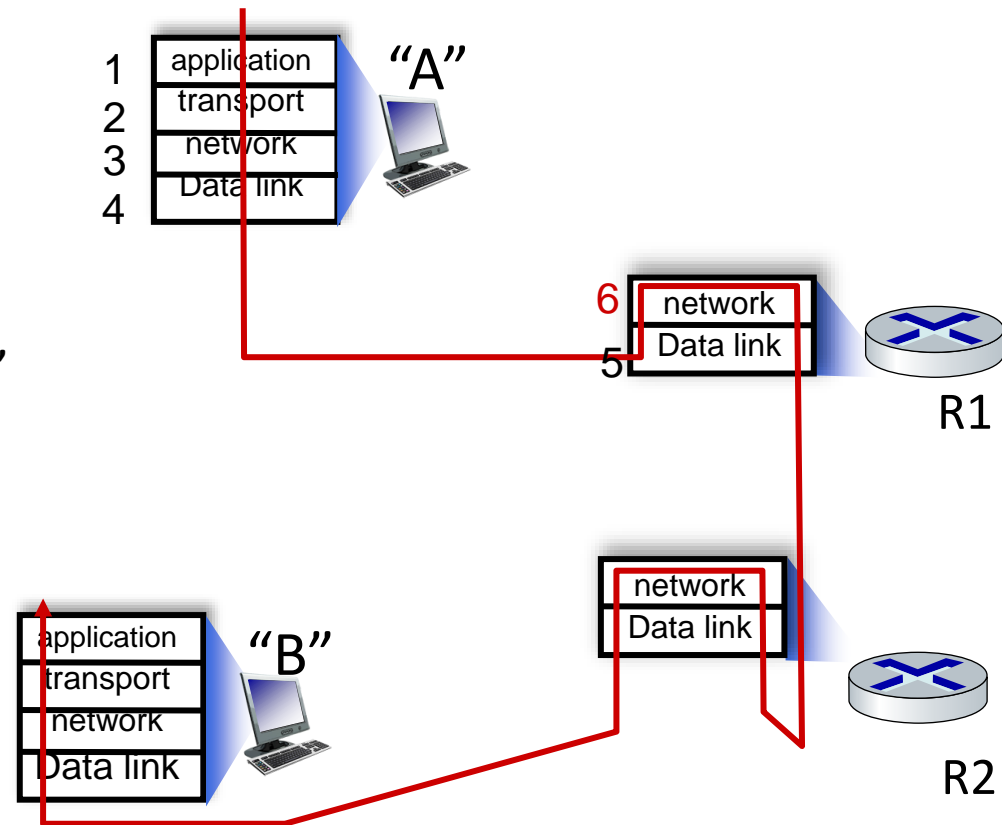 1 application “A”
2 transport
3 network
4 Data link
6 network
5 Data link
”
R1
network
Data link
application “B”
transport
network
Data link
R2